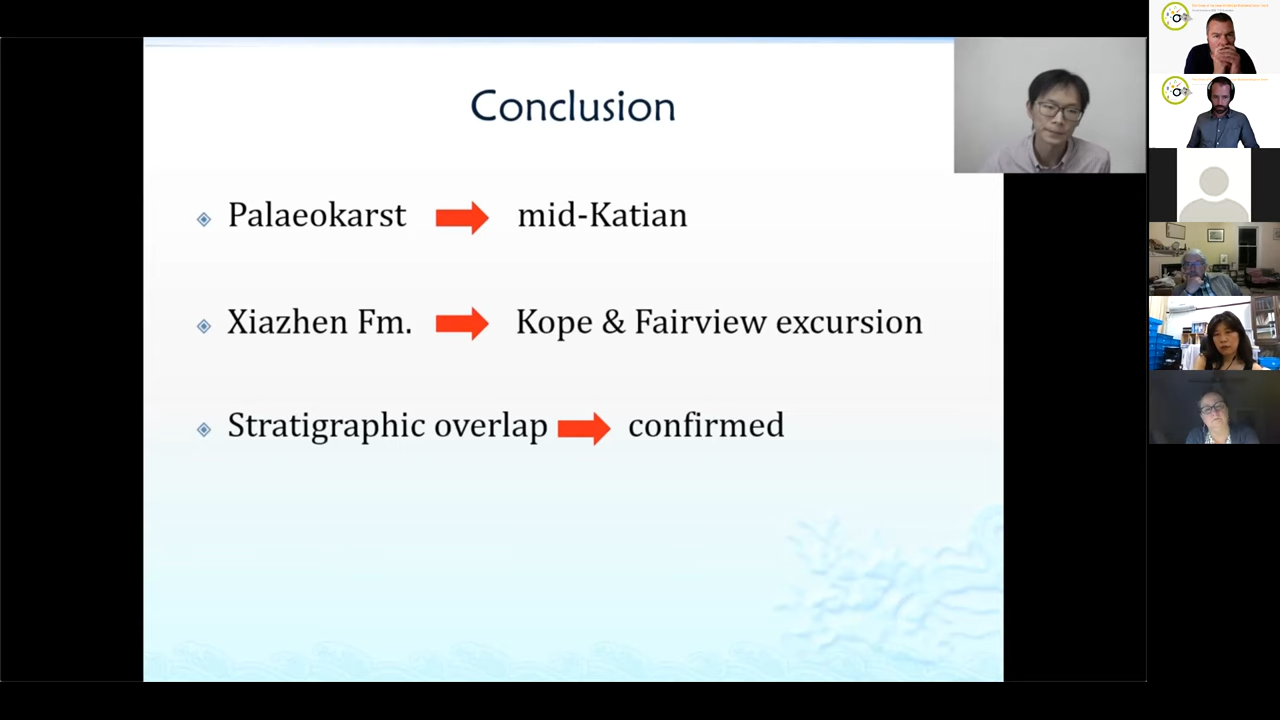 Conclusion
Palaeokarst mid-Katian
Xiazhen Fm. Kope & Fairview excursion
Stratigraphic overlap confirmed